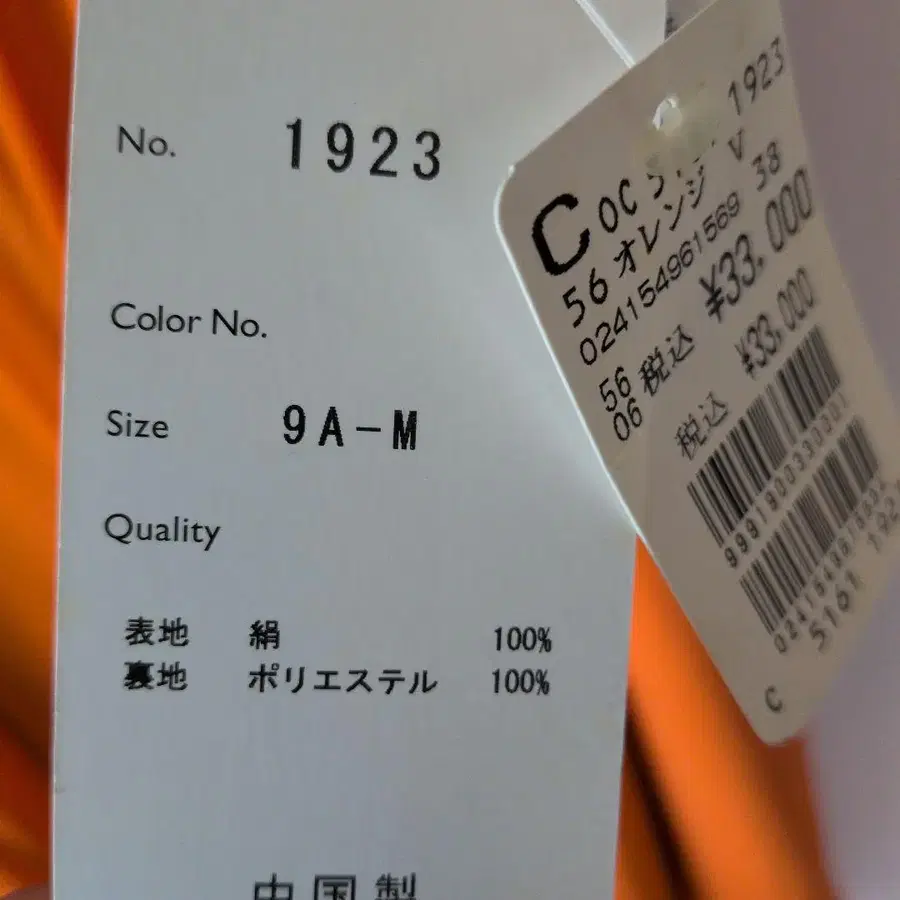 No. 1923
Color No.
Size 9A-M
Quality
表地 絹 100%
裏地 ポリエステル 100%
中国製
1923
V
56 オレンジ 38
024154961569
¥33,000
56 税込
06
税込 ¥33,000
C